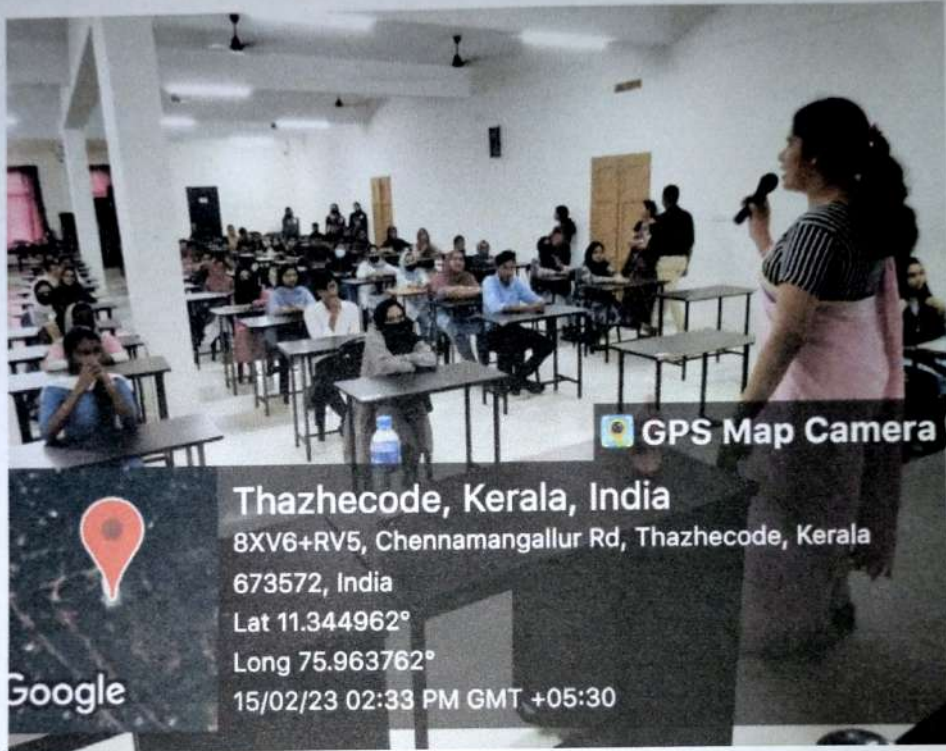 GPS Map Camera
Thazhecode, Kerala, India
8XV6+RV5, Chennamangallur Rd, Thazhecode, Kerala
673572, India
Lat 11.344962°
Long 75.963762°
15/02/23 02:33 PM GMT +05:30
Google